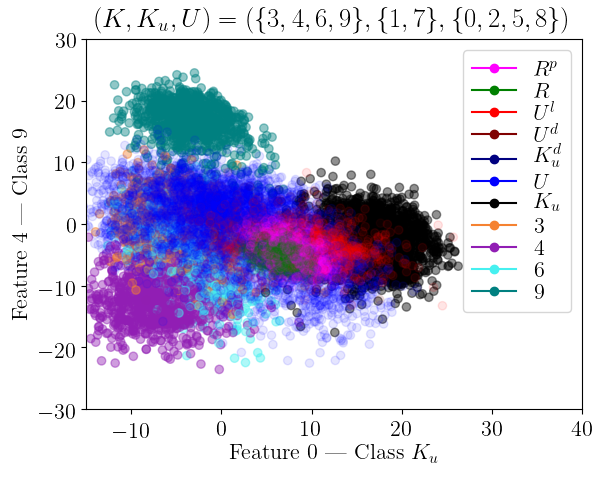 (K, K_u, U) = ({3, 4, 6, 9}, {1, 7}, {0, 2, 5, 8})
30
20
10
0
−10
−20
−30
Feature 4 — Class 9
R^p
R
U^l
U^d
K_u^d
U
K_u
3
4
6
9
−10
0
10
20
30
40
Feature 0 — Class K_u